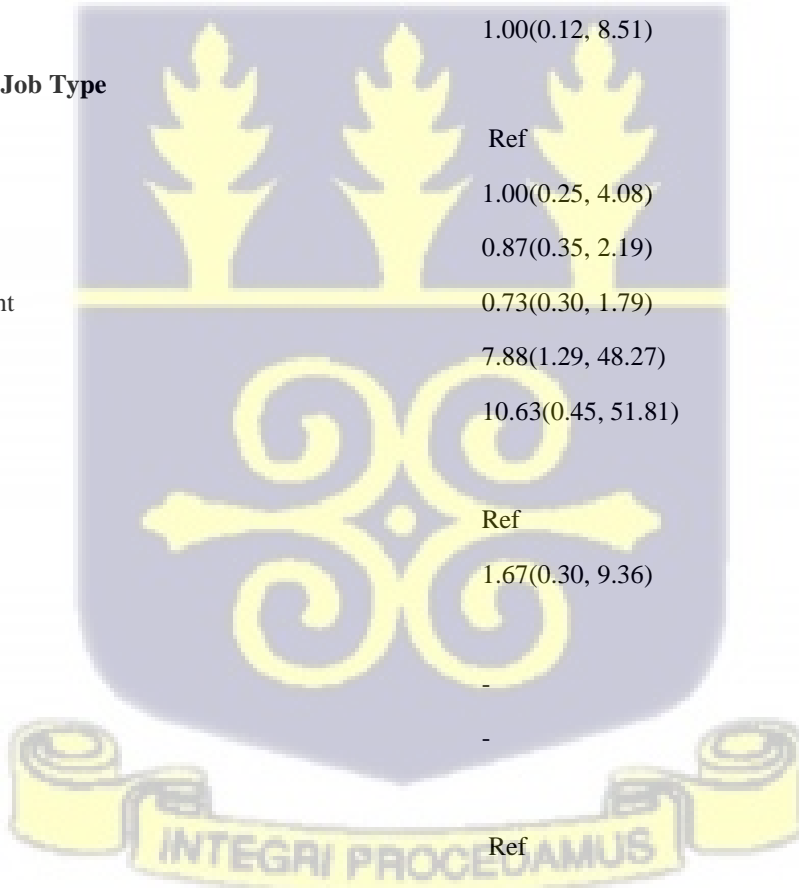 1.00(0.12, 8.51)
Job Type
Ref
1.00(0.25, 4.08)
0.87(0.35, 2.19)
nt 0.73(0.30, 1.79)
7.88(1.29, 48.27)
10.63(0.45, 51.81)
Ref
1.67(0.30, 9.36)
-
-
Ref
INTEGRI PROCEDAMUS